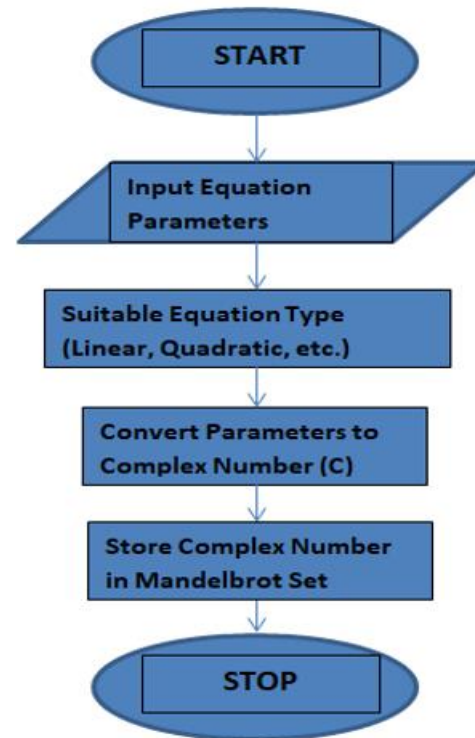 START
Input Equation
Parameters
Suitable Equation Type
(Linear, Quadratic, etc.)
Convert Parameters to
Complex Number (C)
Store Complex Number
in Mandelbrot Set
STOP